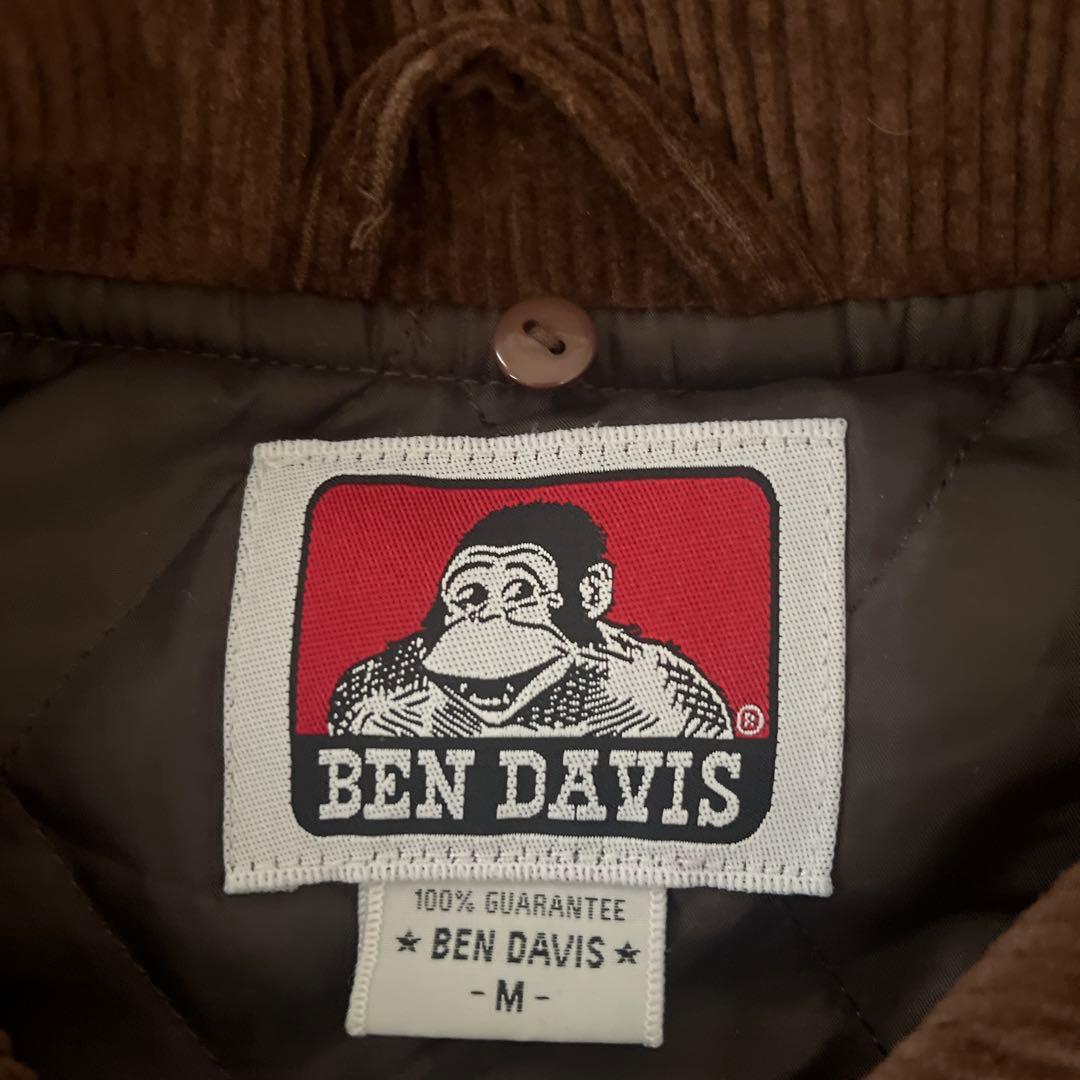 ®
BEN DAVIS
100% GUARANTEE
★ BEN DAVIS ★
- M -